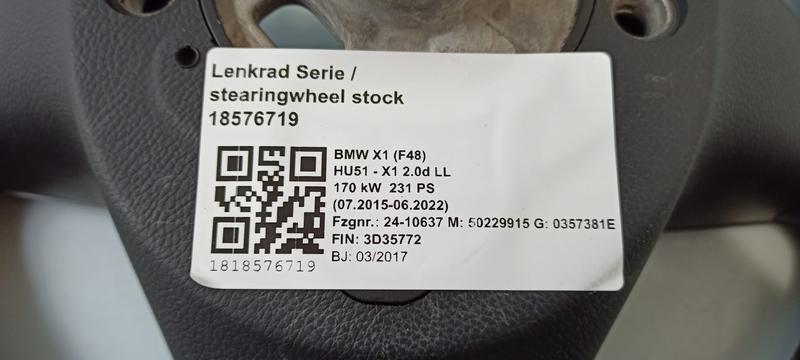 Lenkrad Serie /
stearingwheel stock
18576719
BMW X1 (F48)
HU51 - X1 2.0d LL
170 kW 231 PS
(07.2015-06.2022)
Fzgnr.: 24-10637 M: 50229915 G: 0357381E
FIN: 3D35772
BJ: 03/2017
1818576719